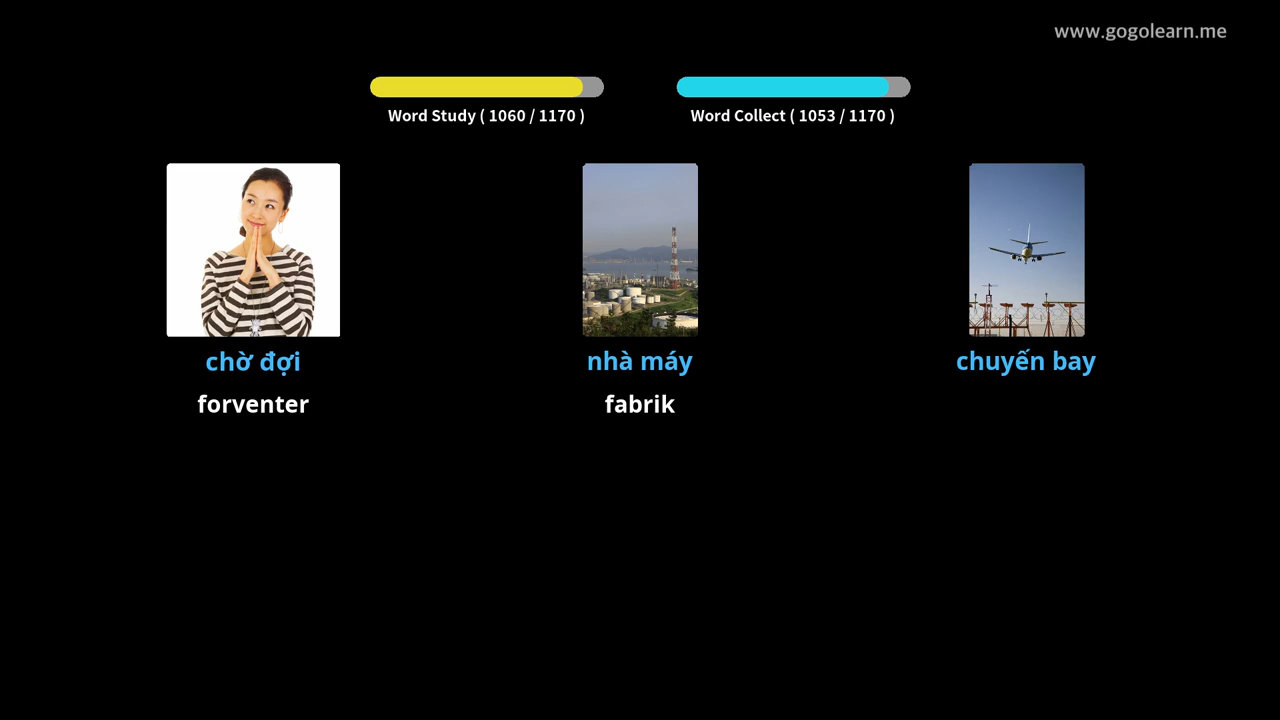 www.gogolearn.me
Word Study ( 1060 / 1170 )
Word Collect ( 1053 / 1170 )
chờ đợi
nhà máy
chuyến bay
forventer
fabrik